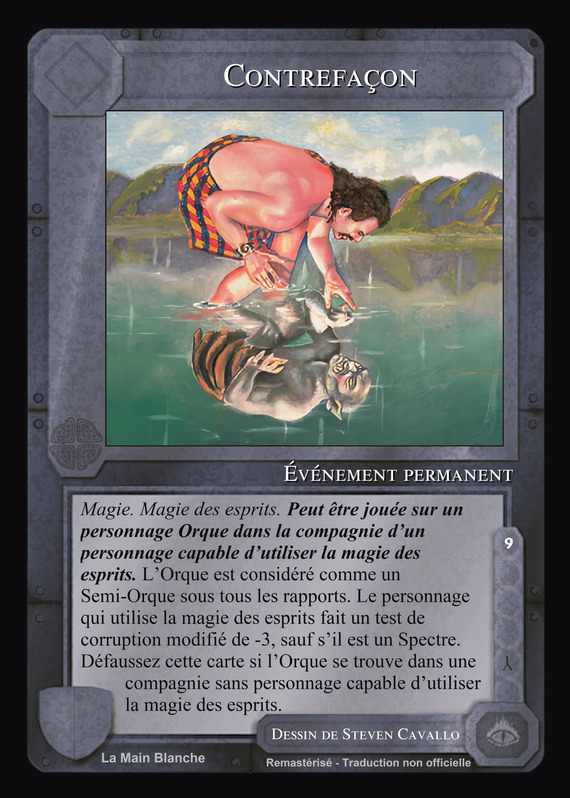 Contrefaçon
Événement permanent
Magie. Magie des esprits. Peut être jouée sur un
personnage Orque dans la compagnie d'un
personnage capable d'utiliser la magie des
esprits. L'Orque est considéré comme un
Semi-Orque sous tous les rapports. Le personnage
qui utilise la magie des esprits fait un test de
corruption modifié de -3, sauf s'il est un Spectre.
Défaussez cette carte si l'Orque se trouve dans une
compagnie sans personnage capable d'utiliser
la magie des esprits.
9
Dessin de Steven Cavallo
La Main Blanche
Remastérisé - Traduction non officielle